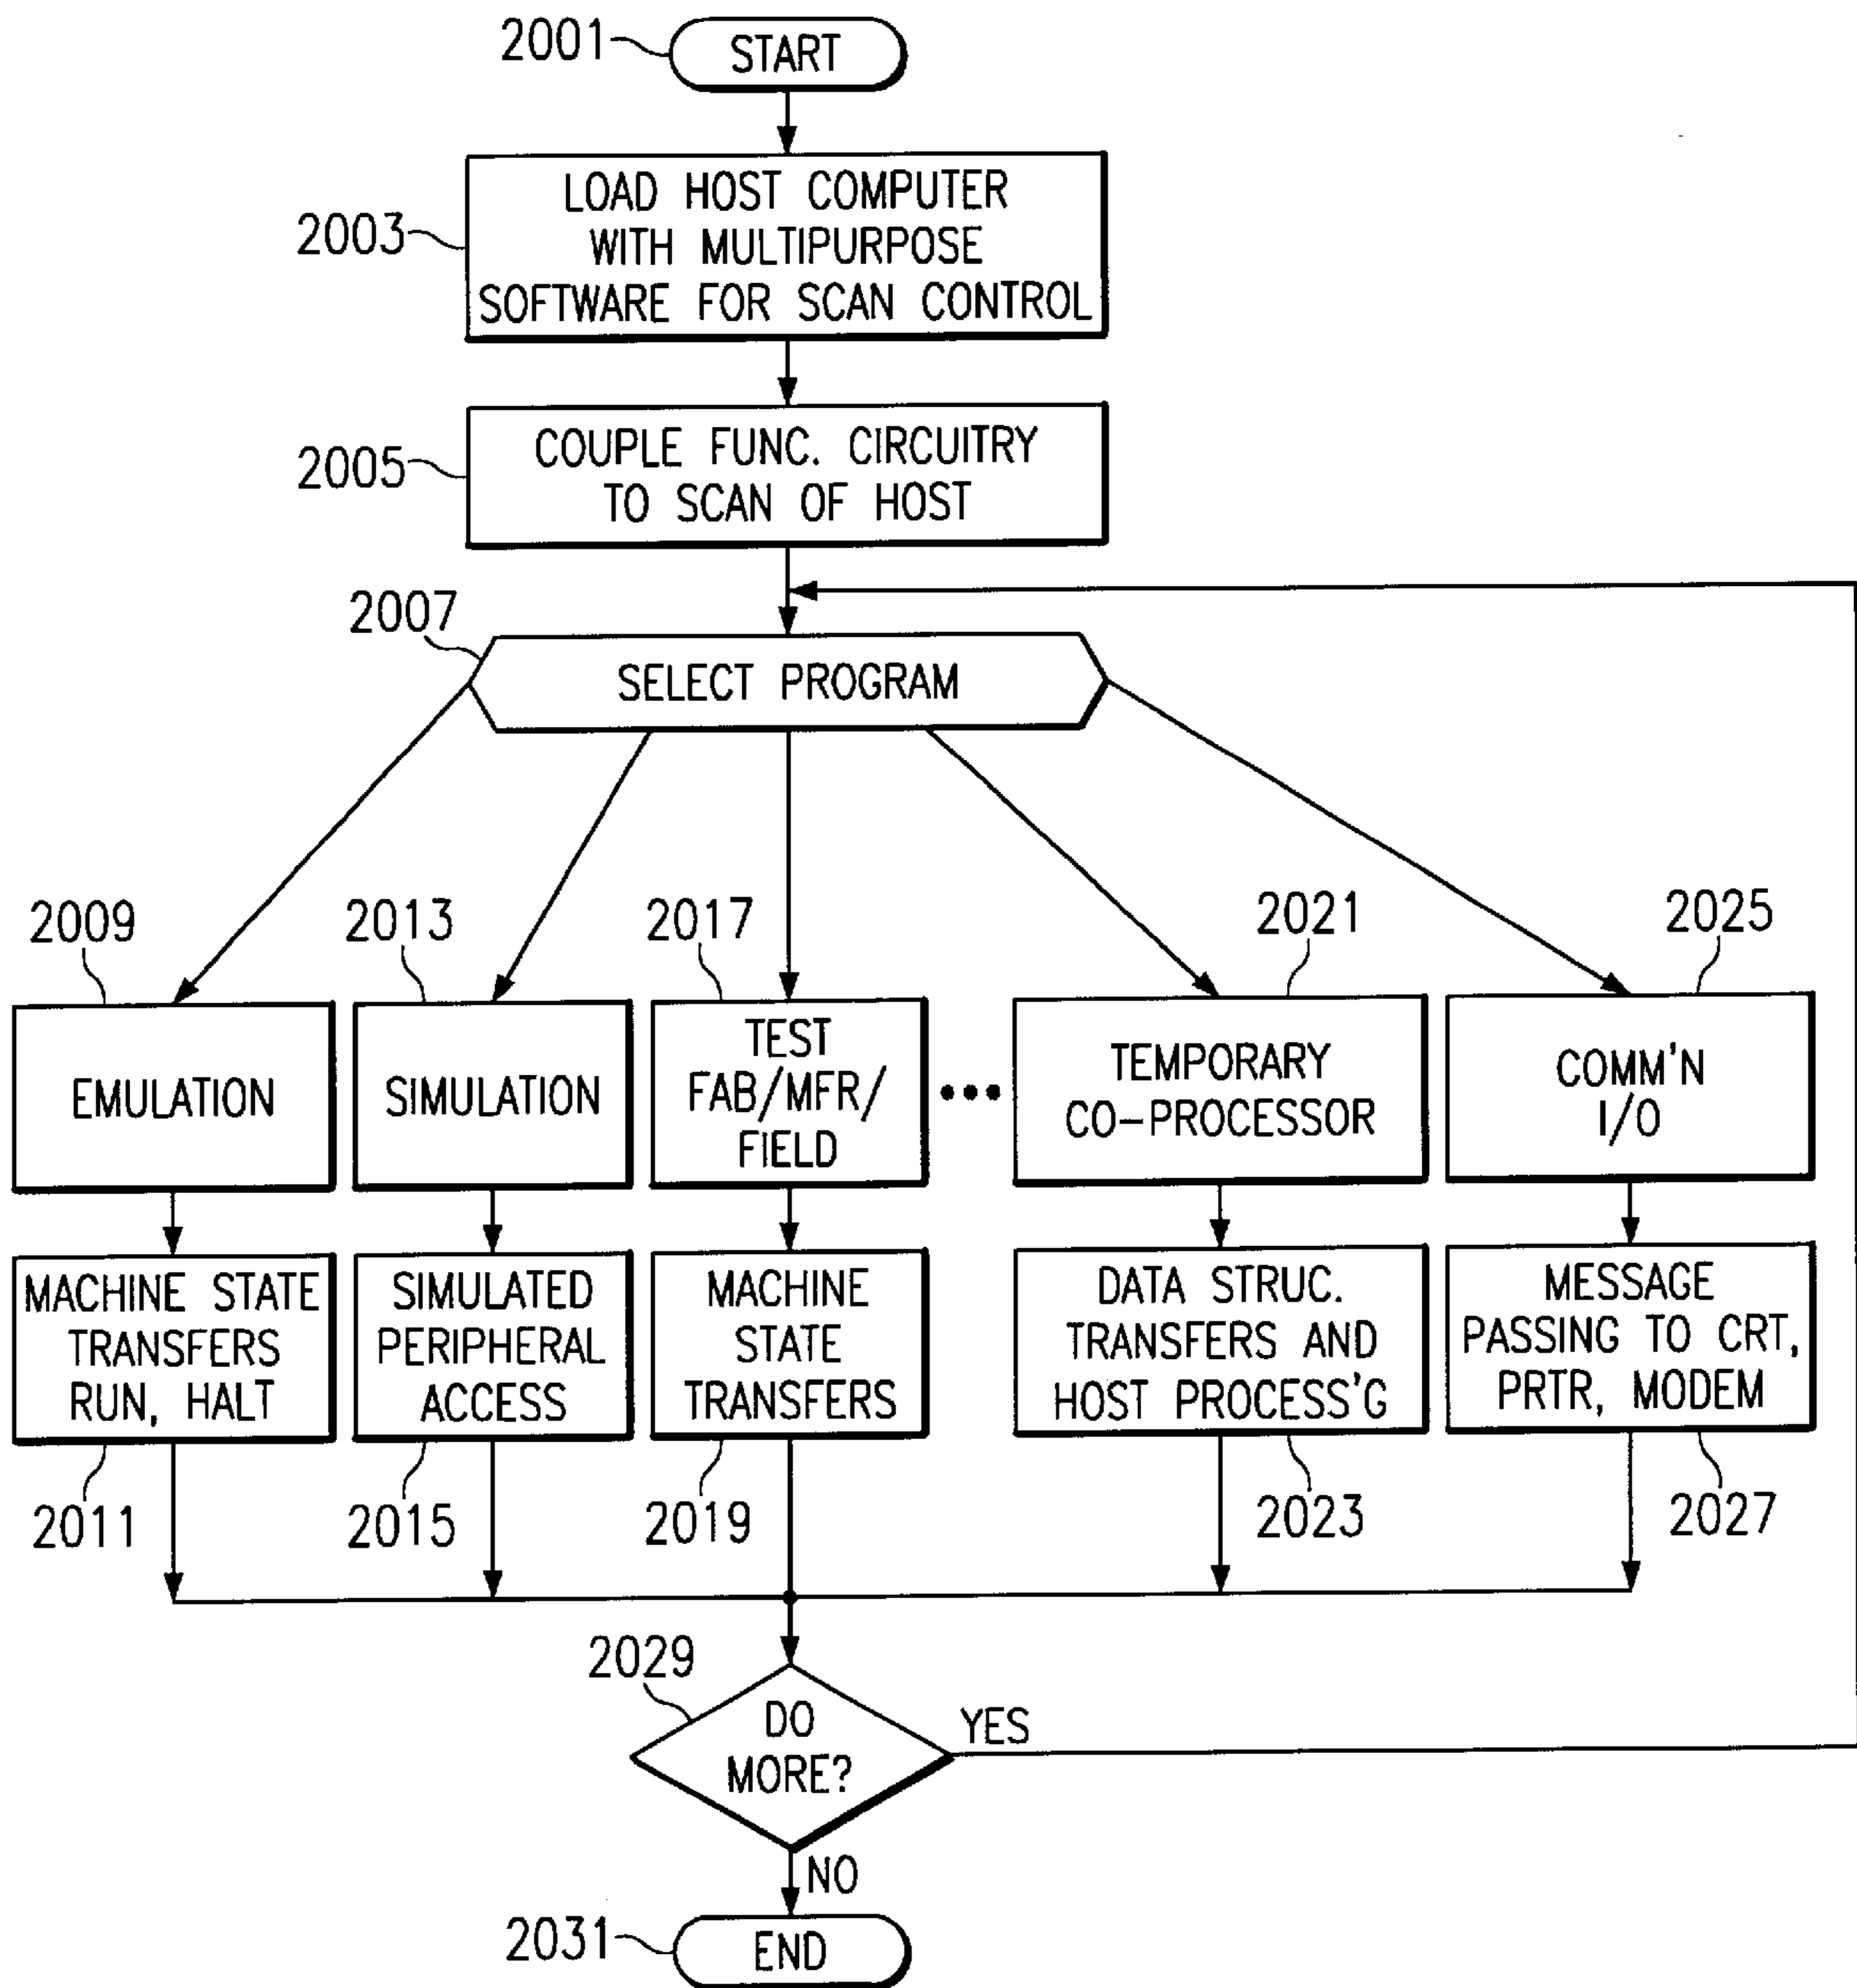 2001
START
2003
LOAD HOST COMPUTER
WITH MULTIPURPOSE
SOFTWARE FOR SCAN CONTROL
2005
COUPLE FUNC. CIRCUITRY
TO SCAN OF HOST
2007
SELECT PROGRAM
2009
EMULATION
2013
SIMULATION
2017
TEST
FAB/MFR/
FIELD
•••
2021
TEMPORARY
CO-PROCESSOR
2025
COMM'N
I/O
MACHINE STATE
TRANSFERS
RUN, HALT
2011
SIMULATED
PERIPHERAL
ACCESS
2015
MACHINE
STATE
TRANSFERS
2019
DATA STRUC.
TRANSFERS AND
HOST PROCESS'G
2023
MESSAGE
PASSING TO CRT,
PRTR, MODEM
2027
2029
DO
MORE?
YES
NO
2031
END